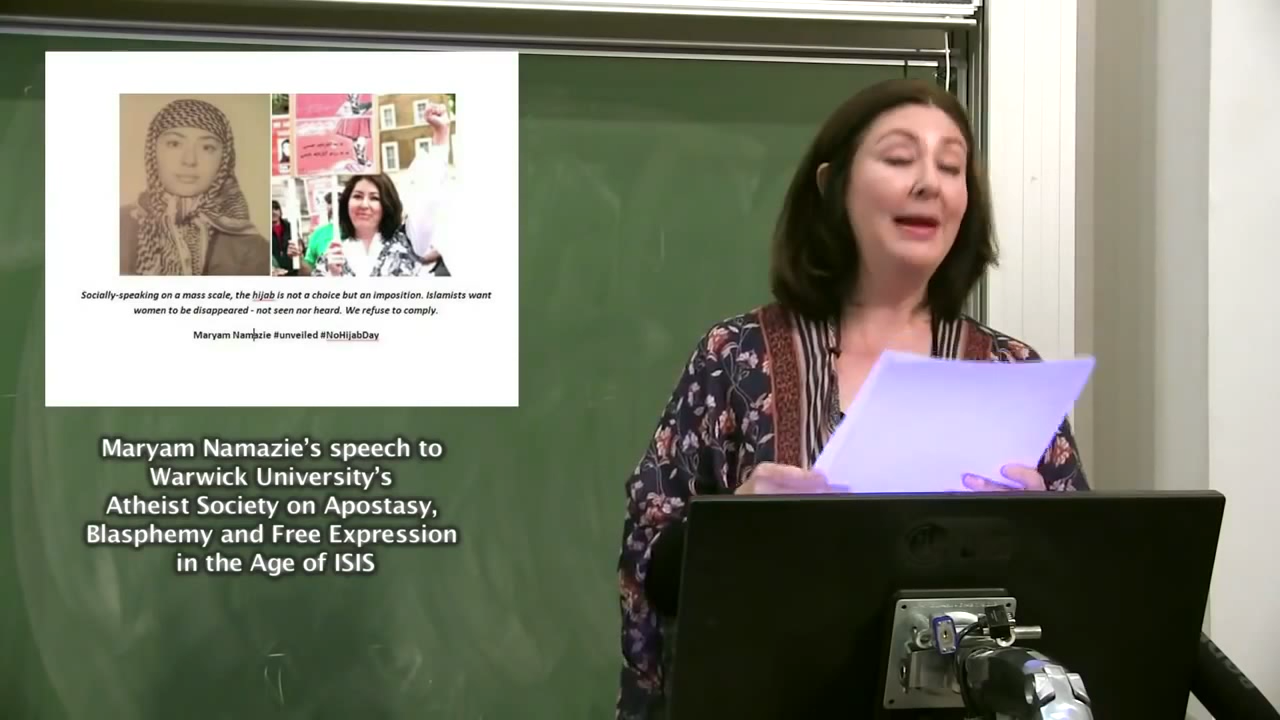 Socially-speaking on a mass scale, the hijab is not a choice but an imposition. Islamists want
women to be disappeared - not seen nor heard. We refuse to comply.
Maryam Namazie #unveiled #NoHijabDay
Maryam Namazie's speech to
Warwick University's
Atheist Society on Apostasy,
Blasphemy and Free Expression
in the Age of ISIS